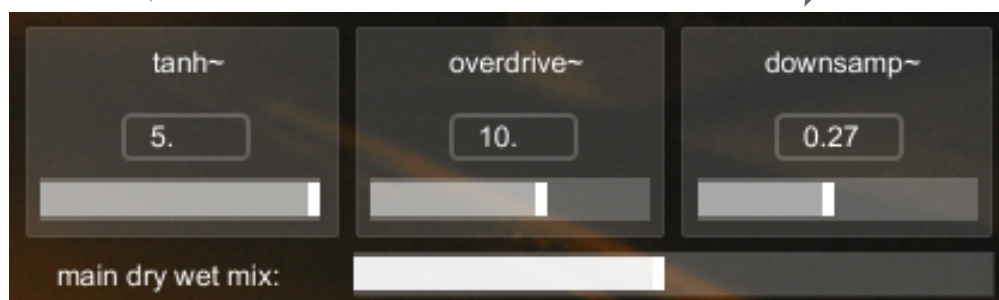 tanh~
overdrive~
downsamp~
5.
10.
0.27
main dry wet mix: